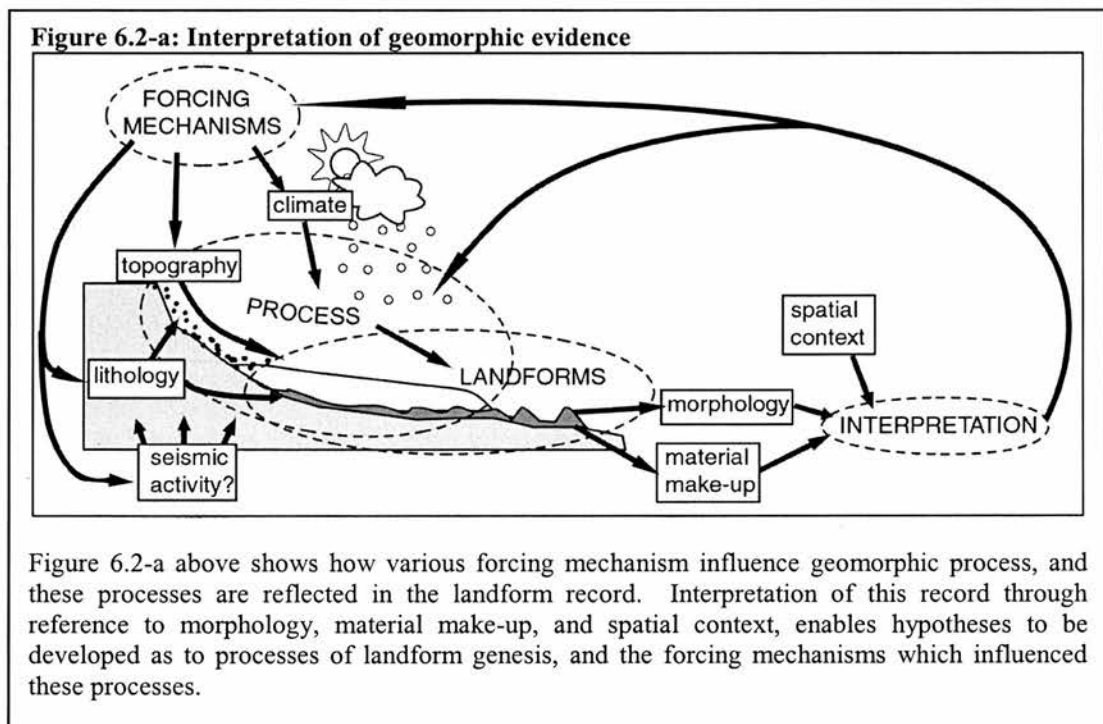 Figure 6.2-a: Interpretation of geomorphic evidence
FORCING
MECHANISMS
climate
topography
PROCESS
spatial
context
lithology
LANDFORMS
morphology
INTERPRETATION
seismic
activity?
material
make-up
Figure 6.2-a above shows how various forcing mechanism influence geomorphic process, and
these processes are reflected in the landform record. Interpretation of this record through
reference to morphology, material make-up, and spatial context, enables hypotheses to be
developed as to processes of landform genesis, and the forcing mechanisms which influenced
these processes.